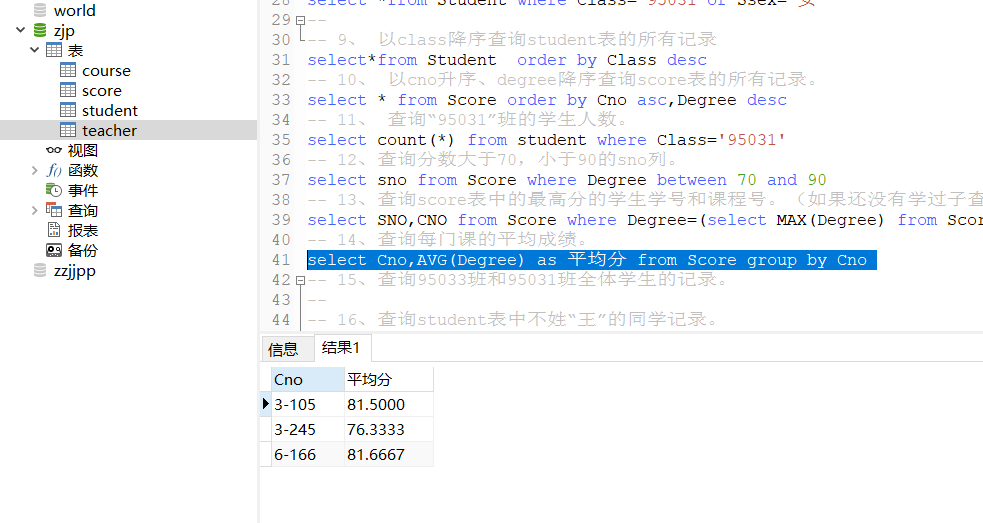 world
zjp
表
course
score
student
teacher
视图
函数
事件
查询
报表
备份
zzjjpp
28 select *from Student where Class='95031'or Ssex='女'
29 --
30 -- 9、 以class降序查询student表的所有记录
31 select*from Student  order by Class desc
32 -- 10、 以cno升序、degree降序查询score表的所有记录。
33 select * from Score order by Cno asc,Degree desc
34 -- 11、 查询“95031”班的学生人数。
35 select count(*) from student where Class='95031'
36 -- 12、查询分数大于70，小于90的sno列。
37 select sno from Score where Degree between 70 and 90
38 -- 13、查询score表中的最高分的学生学号和课程号。（如果还没有学过子查
39 select SNO,CNO from Score where Degree=(select MAX(Degree) from Scor
40 -- 14、查询每门课的平均成绩。
41 select Cno,AVG(Degree) as 平均分 from Score group by Cno
42 -- 15、查询95033班和95031班全体学生的记录。
43 --
44 -- 16、查询student表中不姓“王”的同学记录。
信息 结果1
Cno 平均分
3-105 81.5000
3-245 76.3333
6-166 81.6667